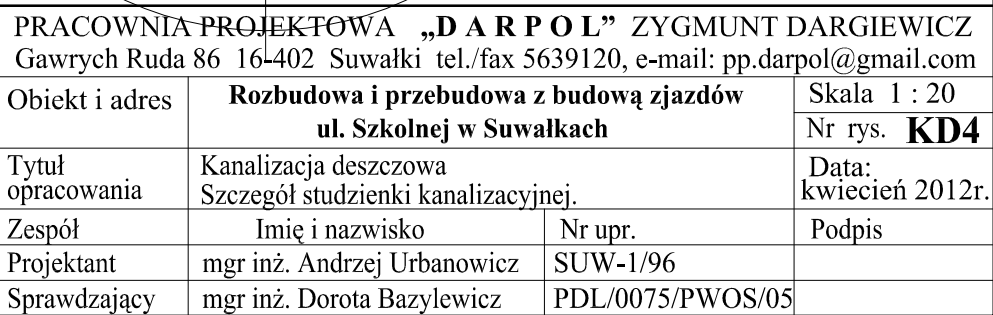 PRACOWNIA PROJEKTOWA „D A R P O L” ZYGMUNT DARGIEWICZ
Gawrych Ruda 86 16-402 Suwałki tel./fax 5639120, e-mail: pp.darpol@gmail.com
Obiekt i adres
Rozbudowa i przebudowa z budową zjazdów
ul. Szkolnej w Suwałkach
Skala 1 : 20
Nr rys. KD4
Tytuł
opracowania
Kanalizacja deszczowa
Szczegół studzienki kanalizacyjnej.
Data:
kwiecień 2012r.
Zespół Imię i nazwisko Nr upr. Podpis
Projektant mgr inż. Andrzej Urbanowicz SUW-1/96
Sprawdzający mgr inż. Dorota Bazylewicz PDL/0075/PWOS/05